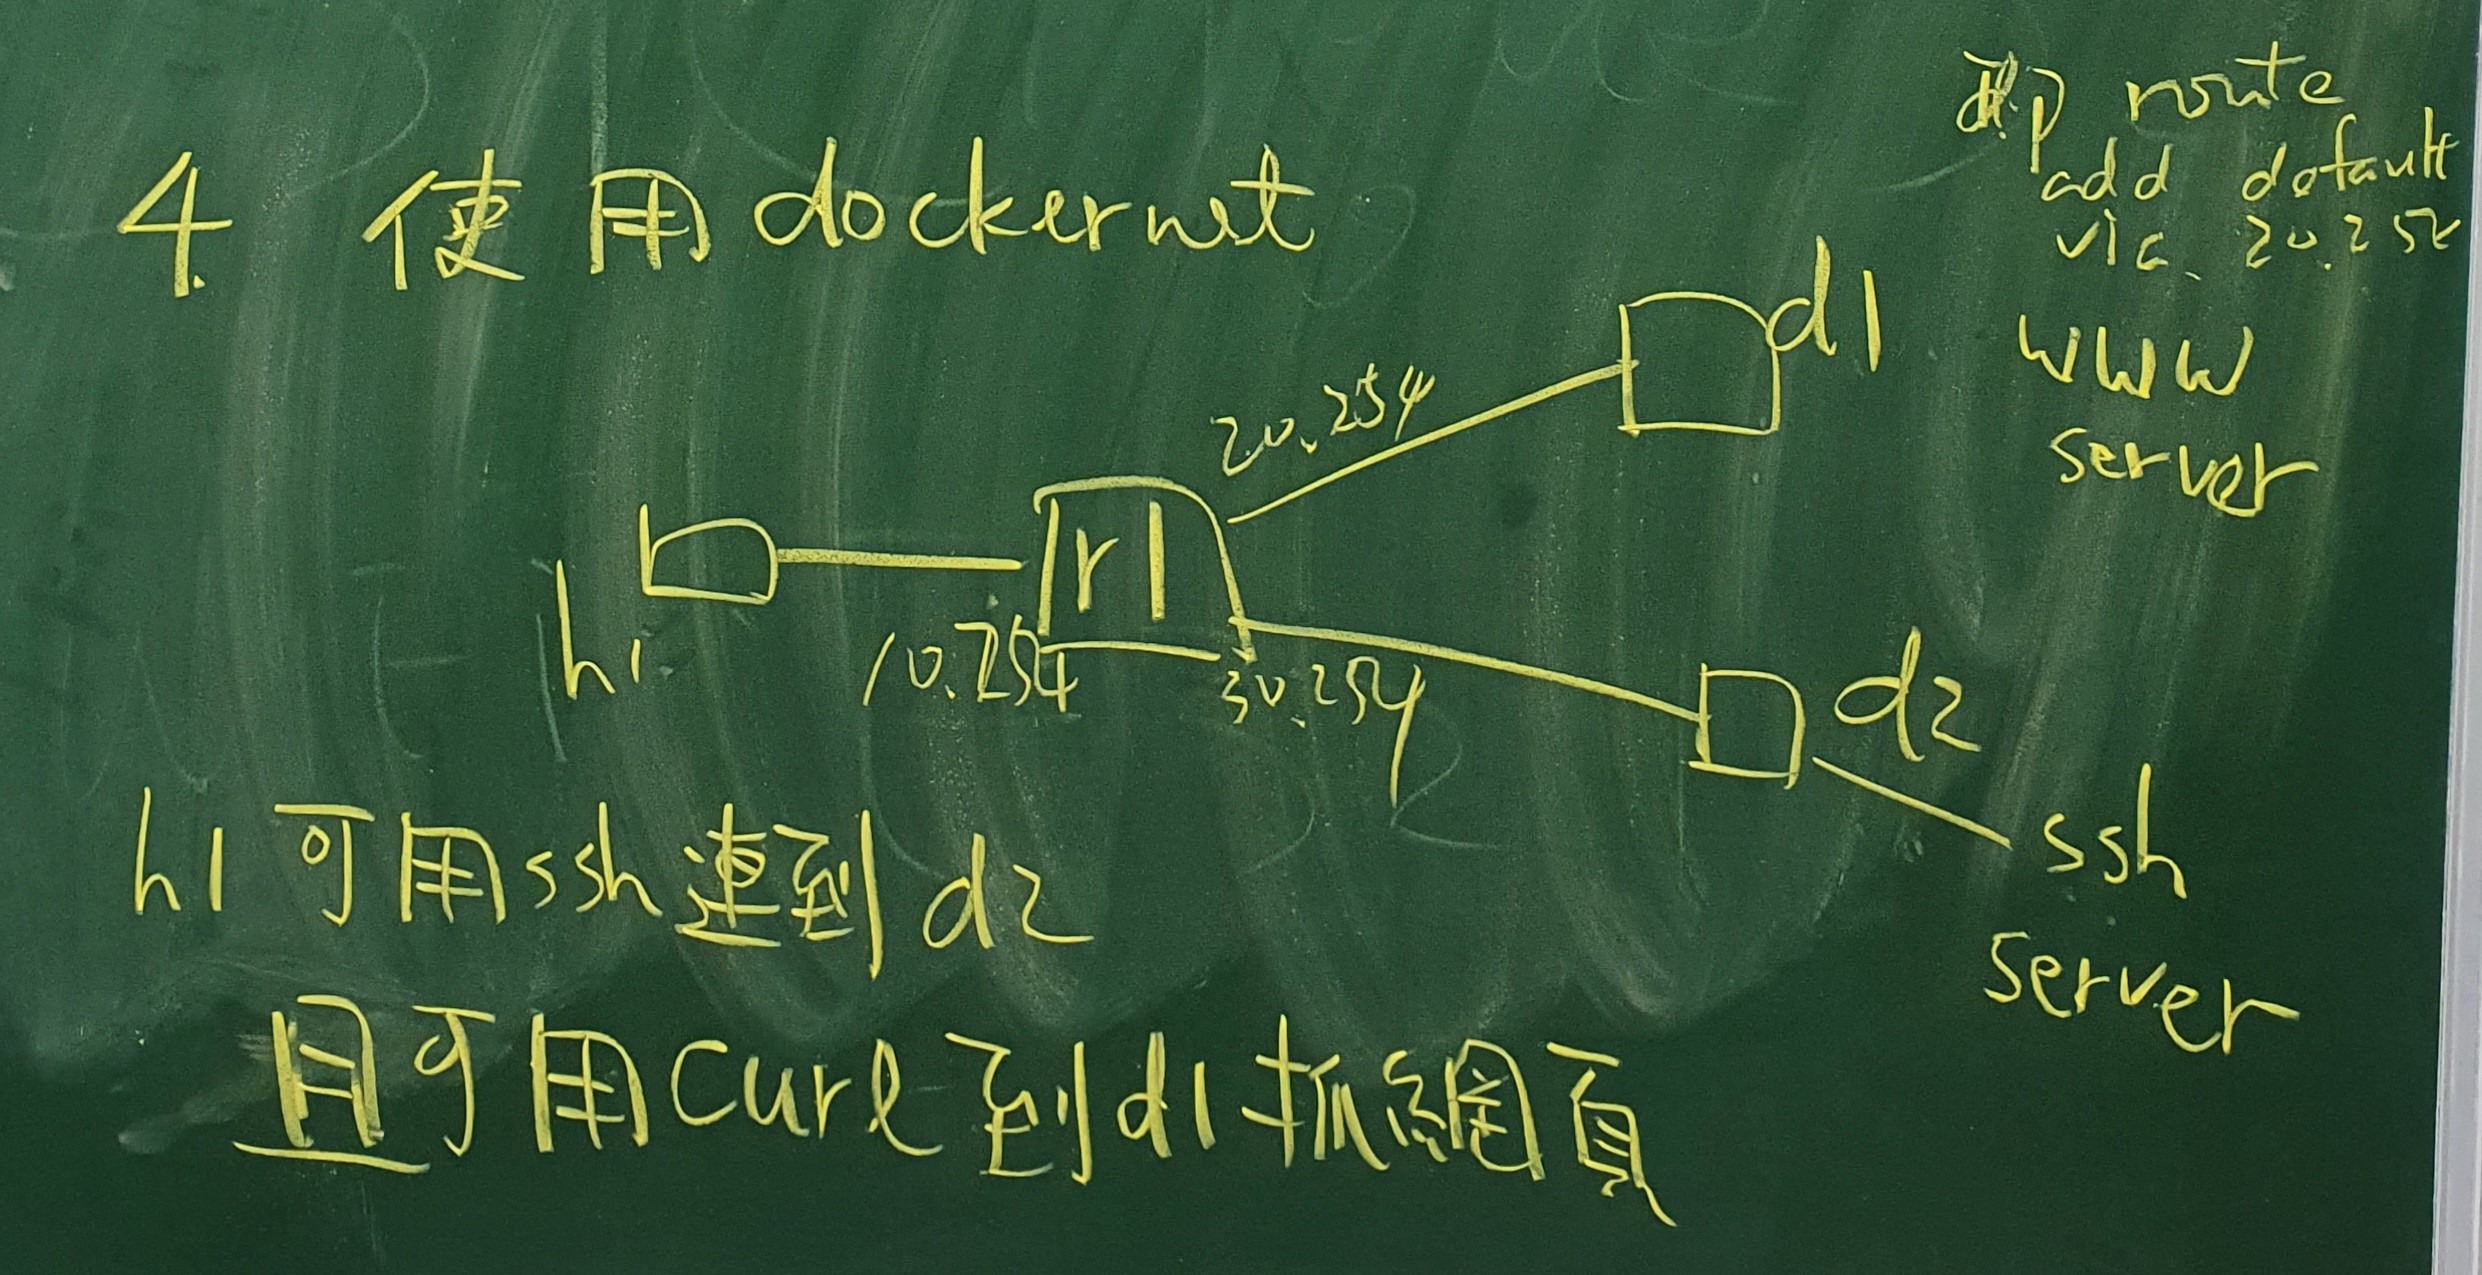 4. 使用dockernet
ip route
add default
via 20.254
d1
www
server
20.254
r1
h1
10.254
30.254
d2
ssh
server
h1可用ssh連到d2
且可用curl到d1抓網頁